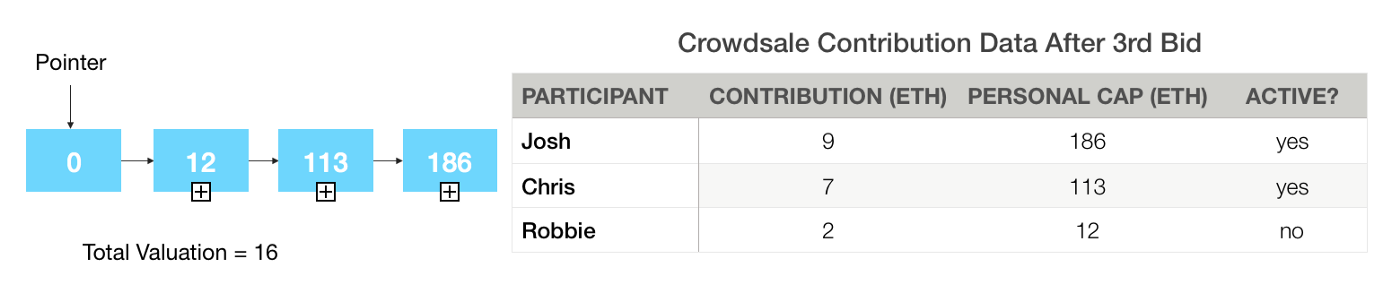 Crowdsale Contribution Data After 3rd Bid
Pointer
0 12 113 186
Total Valuation = 16
PARTICIPANT CONTRIBUTION (ETH) PERSONAL CAP (ETH) ACTIVE?
Josh 9 186 yes
Chris 7 113 yes
Robbie 2 12 no